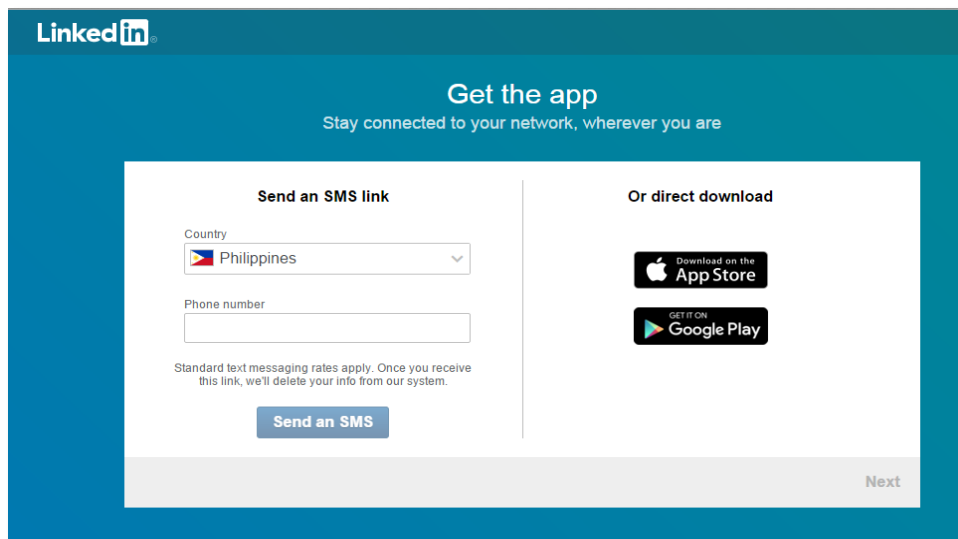 Linked in ®
Get the app
Stay connected to your network, wherever you are
Send an SMS link
Country
Philippines
Phone number
Standard text messaging rates apply. Once you receive
this link, we'll delete your info from our system.
Send an SMS
Or direct download
Download on the
App Store
GET IT ON
Google Play
Next